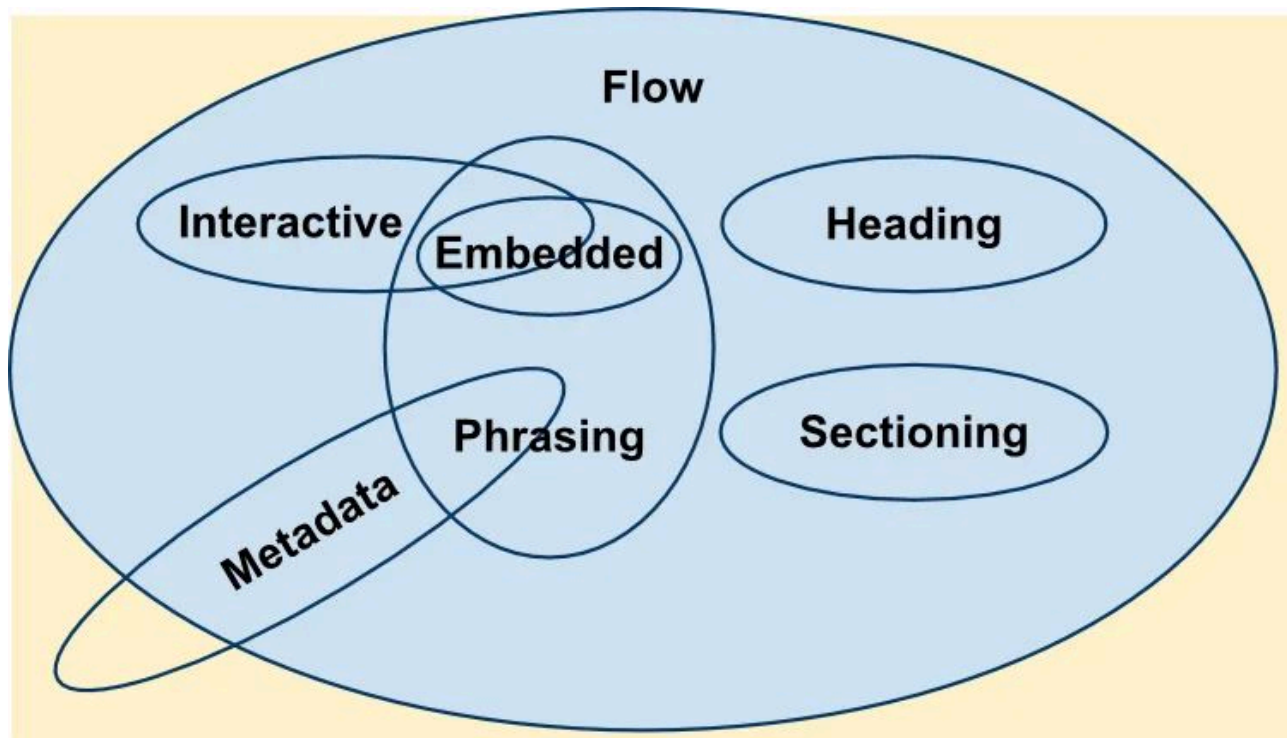 Flow
Interactive
Embedded
Heading
Phrasing
Sectioning
Metadata